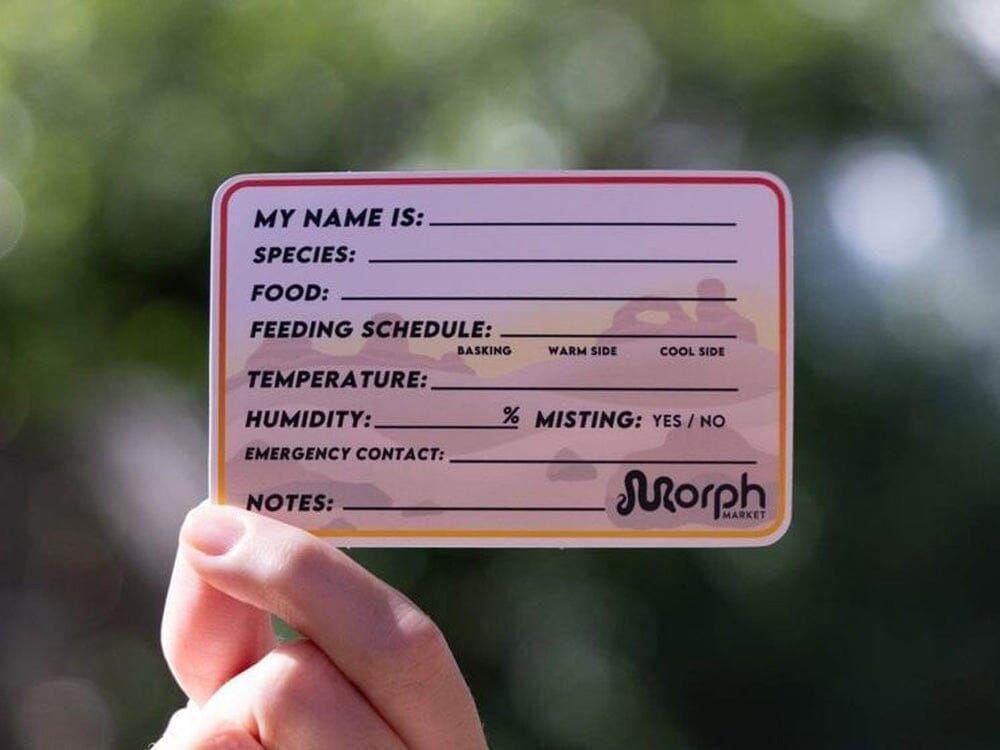 MY NAME IS:
SPECIES:
FOOD:
FEEDING SCHEDULE:
BASKING WARM SIDE COOL SIDE
TEMPERATURE:
HUMIDITY: % MISTING: YES / NO
EMERGENCY CONTACT:
NOTES:
Morph
MARKET